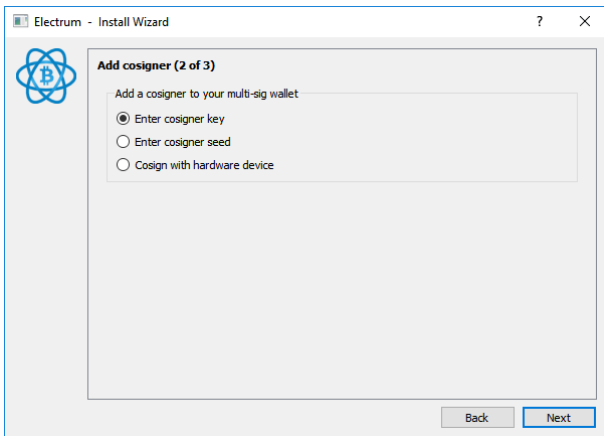 Electrum - Install Wizard
Add cosigner (2 of 3)
Add a cosigner to your multi-sig wallet
Enter cosigner key
Enter cosigner seed
Cosign with hardware device
Back Next